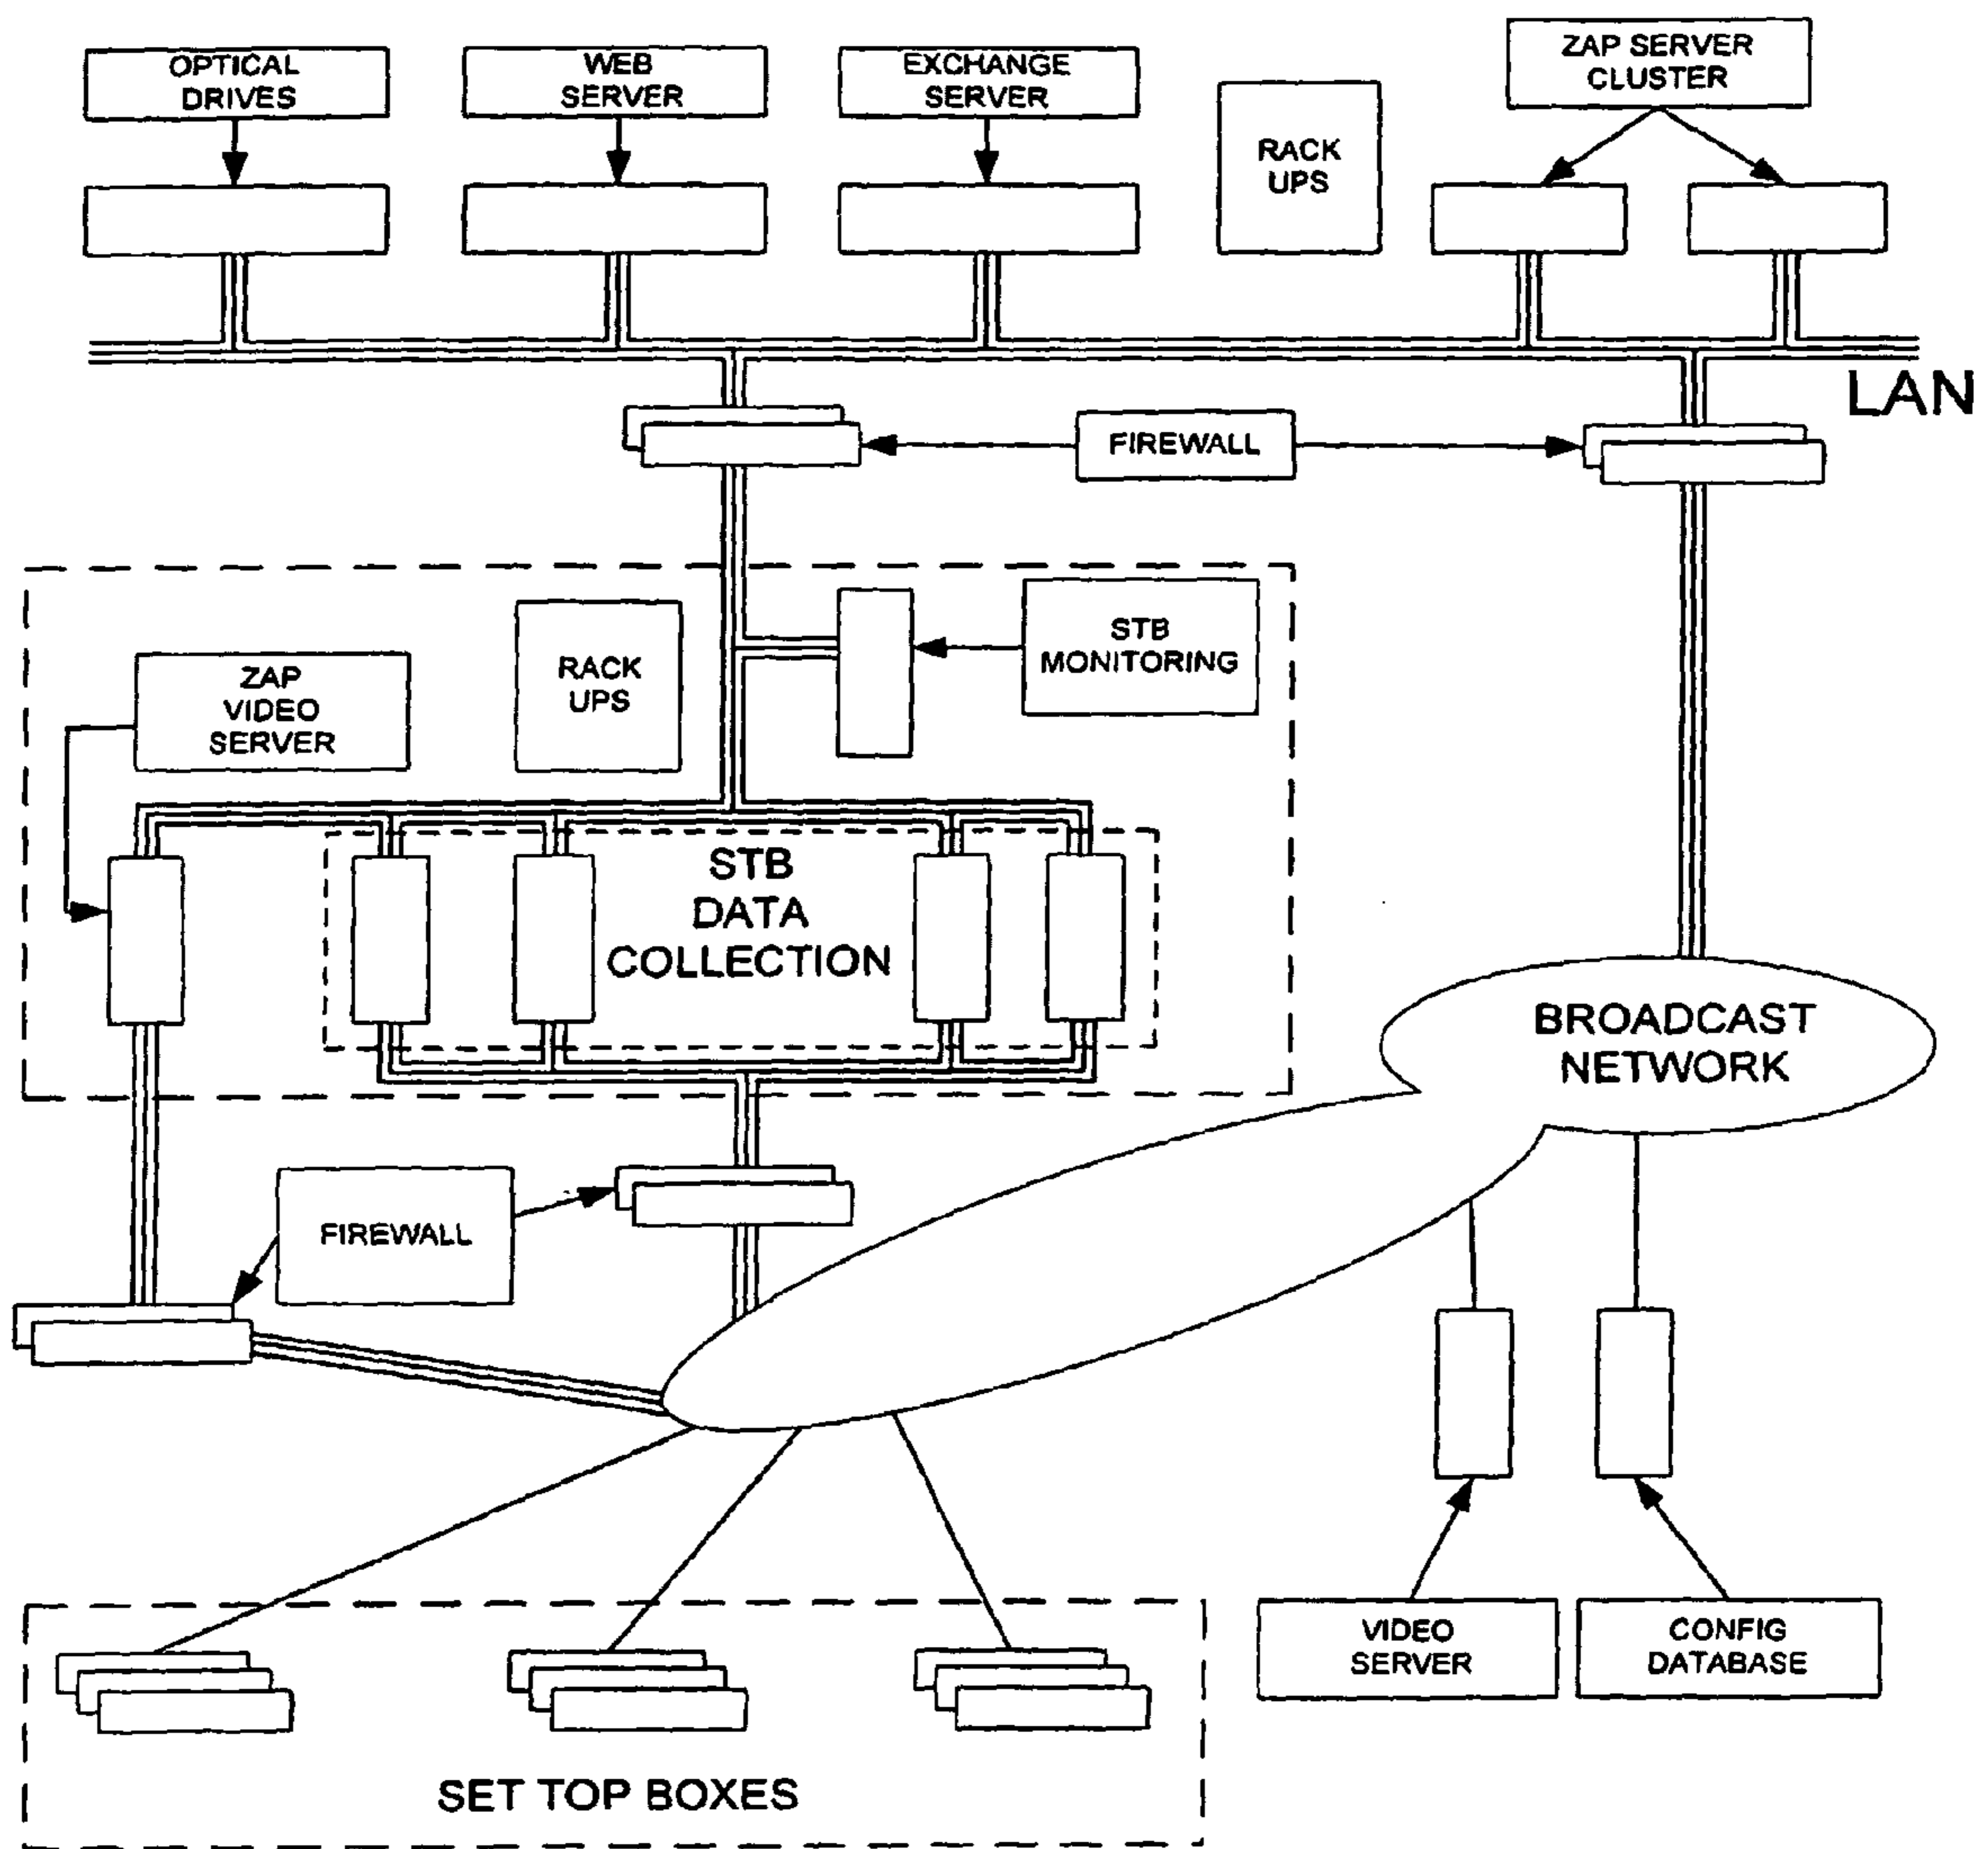 OPTICAL
DRIVES
WEB
SERVER
EXCHANGE
SERVER
RACK
UPS
ZAP SERVER
CLUSTER
LAN
FIREWALL
STB
MONITORING
RACK
UPS
ZAP
VIDEO
SERVER
STB
DATA
COLLECTION
BROADCAST
NETWORK
FIREWALL
VIDEO
SERVER
CONFIG
DATABASE
SET TOP BOXES